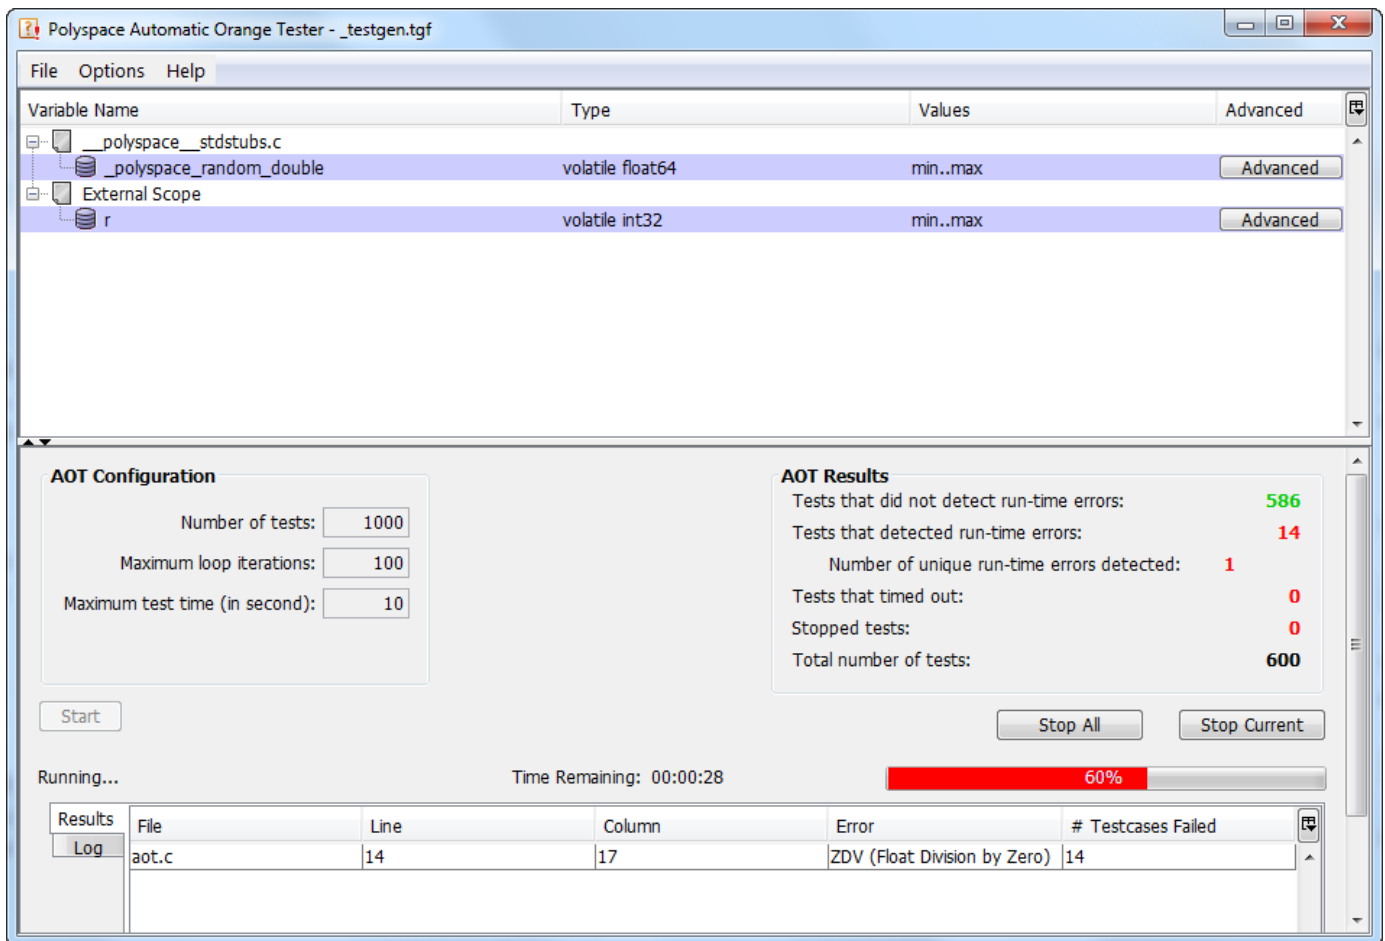 Polyspace Automatic Orange Tester - _testgen.tgf
File Options Help
Variable Name Type Values Advanced
__polyspace__stdstubs.c
_polyspace_random_double volatile float64 min..max Advanced
External Scope
r volatile int32 min..max Advanced
AOT Configuration
Number of tests: 1000
Maximum loop iterations: 100
Maximum test time (in second): 10
AOT Results
Tests that did not detect run-time errors: 586
Tests that detected run-time errors: 14
Number of unique run-time errors detected: 1
Tests that timed out: 0
Stopped tests: 0
Total number of tests: 600
Start Stop All Stop Current
Running... Time Remaining: 00:00:28 60%
Results
Log
File Line Column Error # Testcases Failed
aot.c 14 17 ZDV (Float Division by Zero) 14